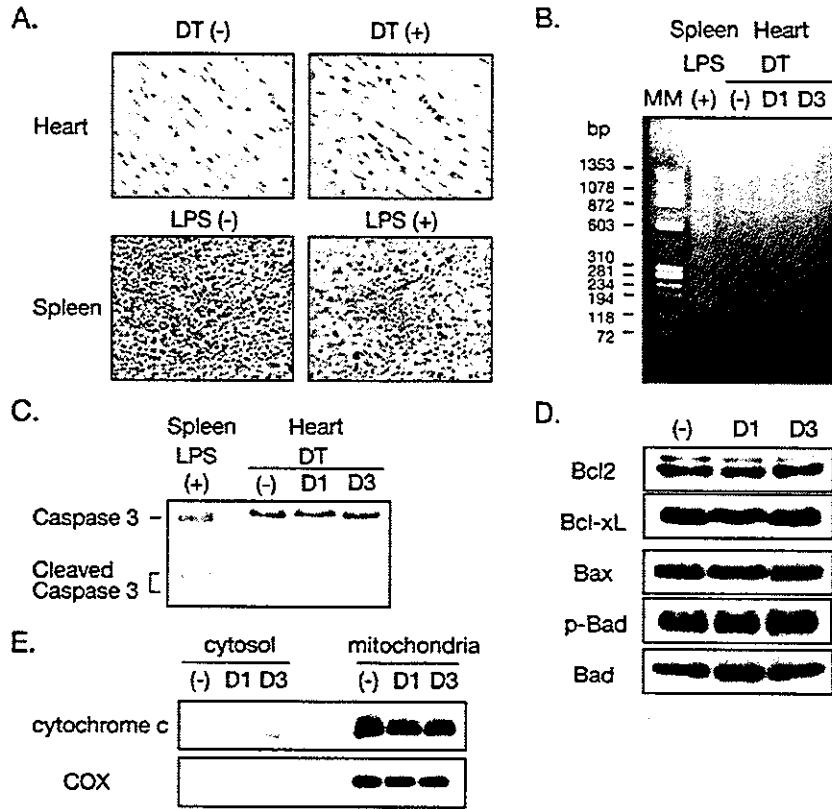 A.
DT (-) DT (+)
Heart
LPS (-) LPS (+)
Spleen
B.
Spleen Heart
LPS DT
MM (+) (-) D1 D3
bp
1353
1078
872
603
310
281
234
194
118
72
C.
Spleen Heart
LPS DT
(+) (-) D1 D3
Caspase 3
Cleaved
Caspase 3
D.
(-) D1 D3
Bcl2
Bcl-xL
Bax
p-Bad
Bad
E.
cytosol mitochondria
(-) D1 D3 (-) D1 D3
cytochrome c
COX